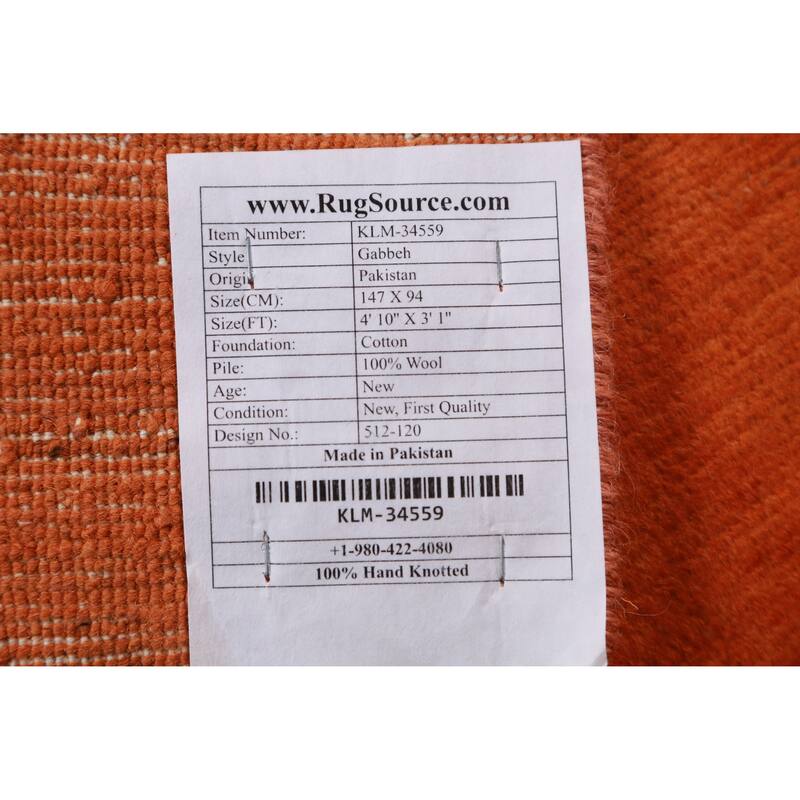 www.RugSource.com
Item Number: KLM-34559
Style Gabbeh
Origin Pakistan
Size(CM): 147 X 94
Size(FT): 4' 10" X 3' 1"
Foundation: Cotton
Pile: 100% Wool
Age: New
Condition: New, First Quality
Design No.: 512-120
Made in Pakistan
KLM-34559
+1-980-422-4080
100% Hand Knotted